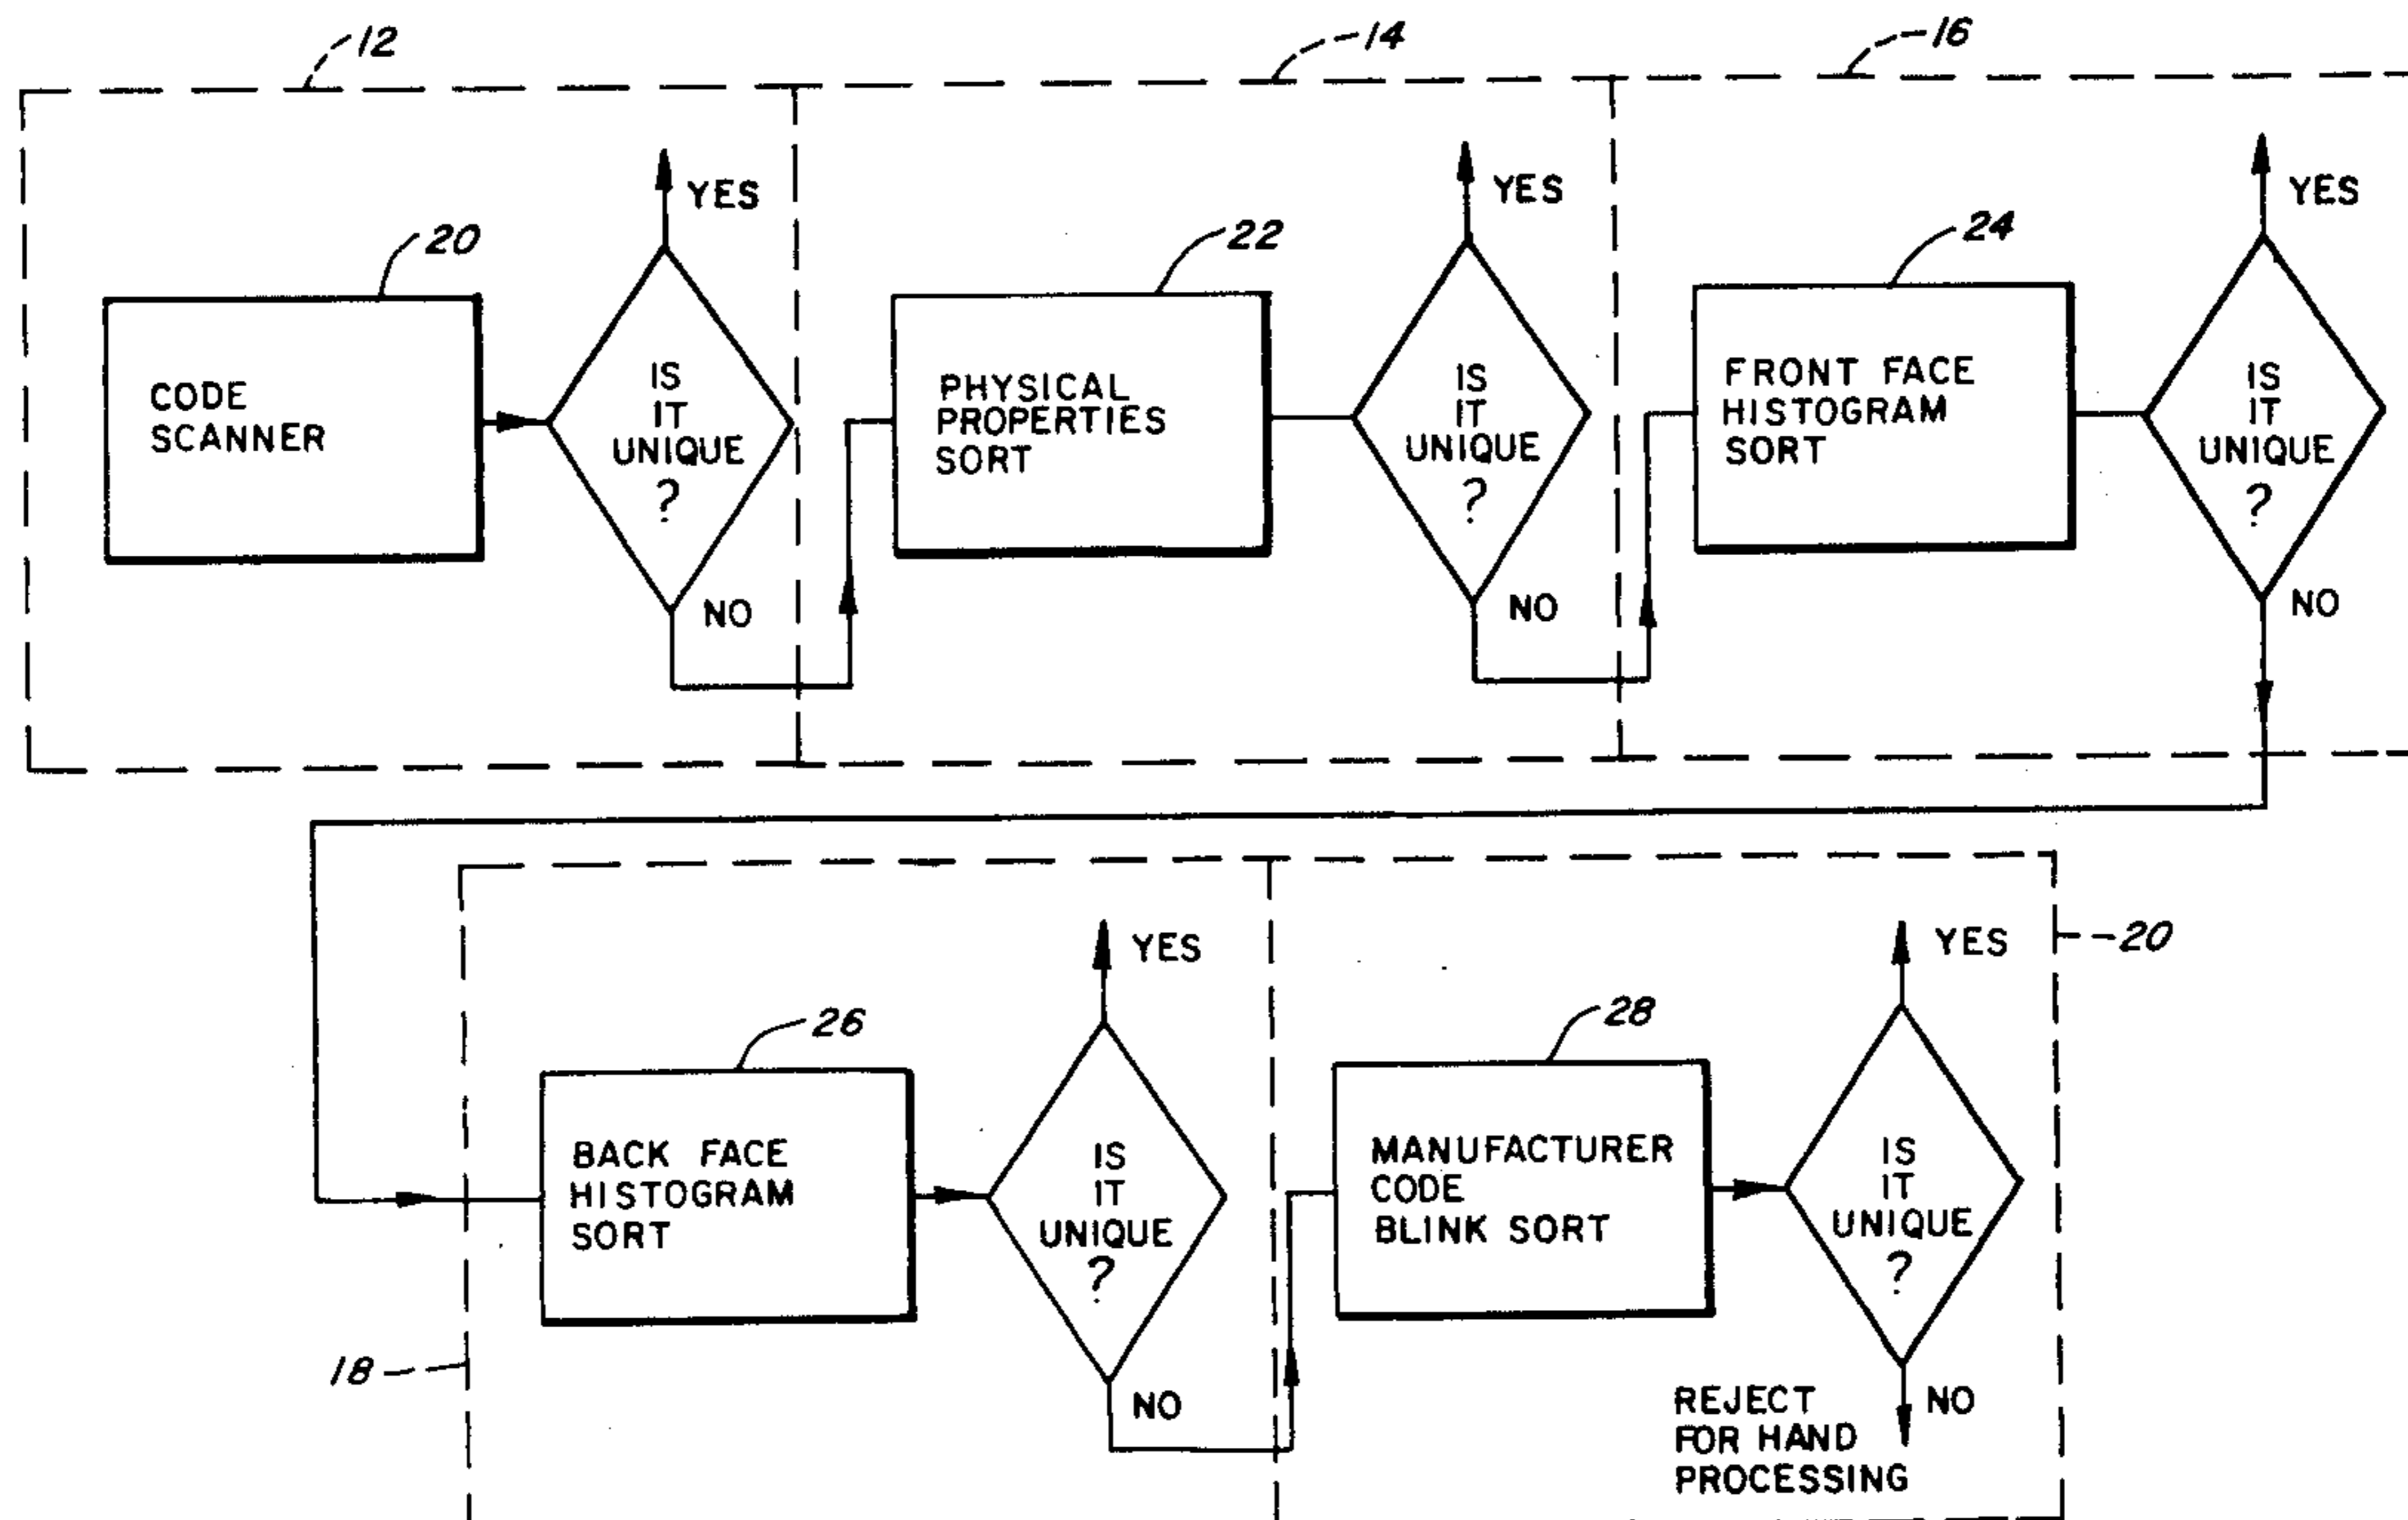 12
14
16
YES
YES
YES
20
22
24
CODE
SCANNER
IS
IT
UNIQUE
?
PHYSICAL
PROPERTIES
SORT
IS
IT
UNIQUE
?
FRONT FACE
HISTOGRAM
SORT
IS
IT
UNIQUE
?
NO
NO
NO
YES
YES
20
26
28
BACK FACE
HISTOGRAM
SORT
IS
IT
UNIQUE
?
MANUFACTURER
CODE
BLINK SORT
IS
IT
UNIQUE
?
18
NO
NO
REJECT
FOR HAND
PROCESSING